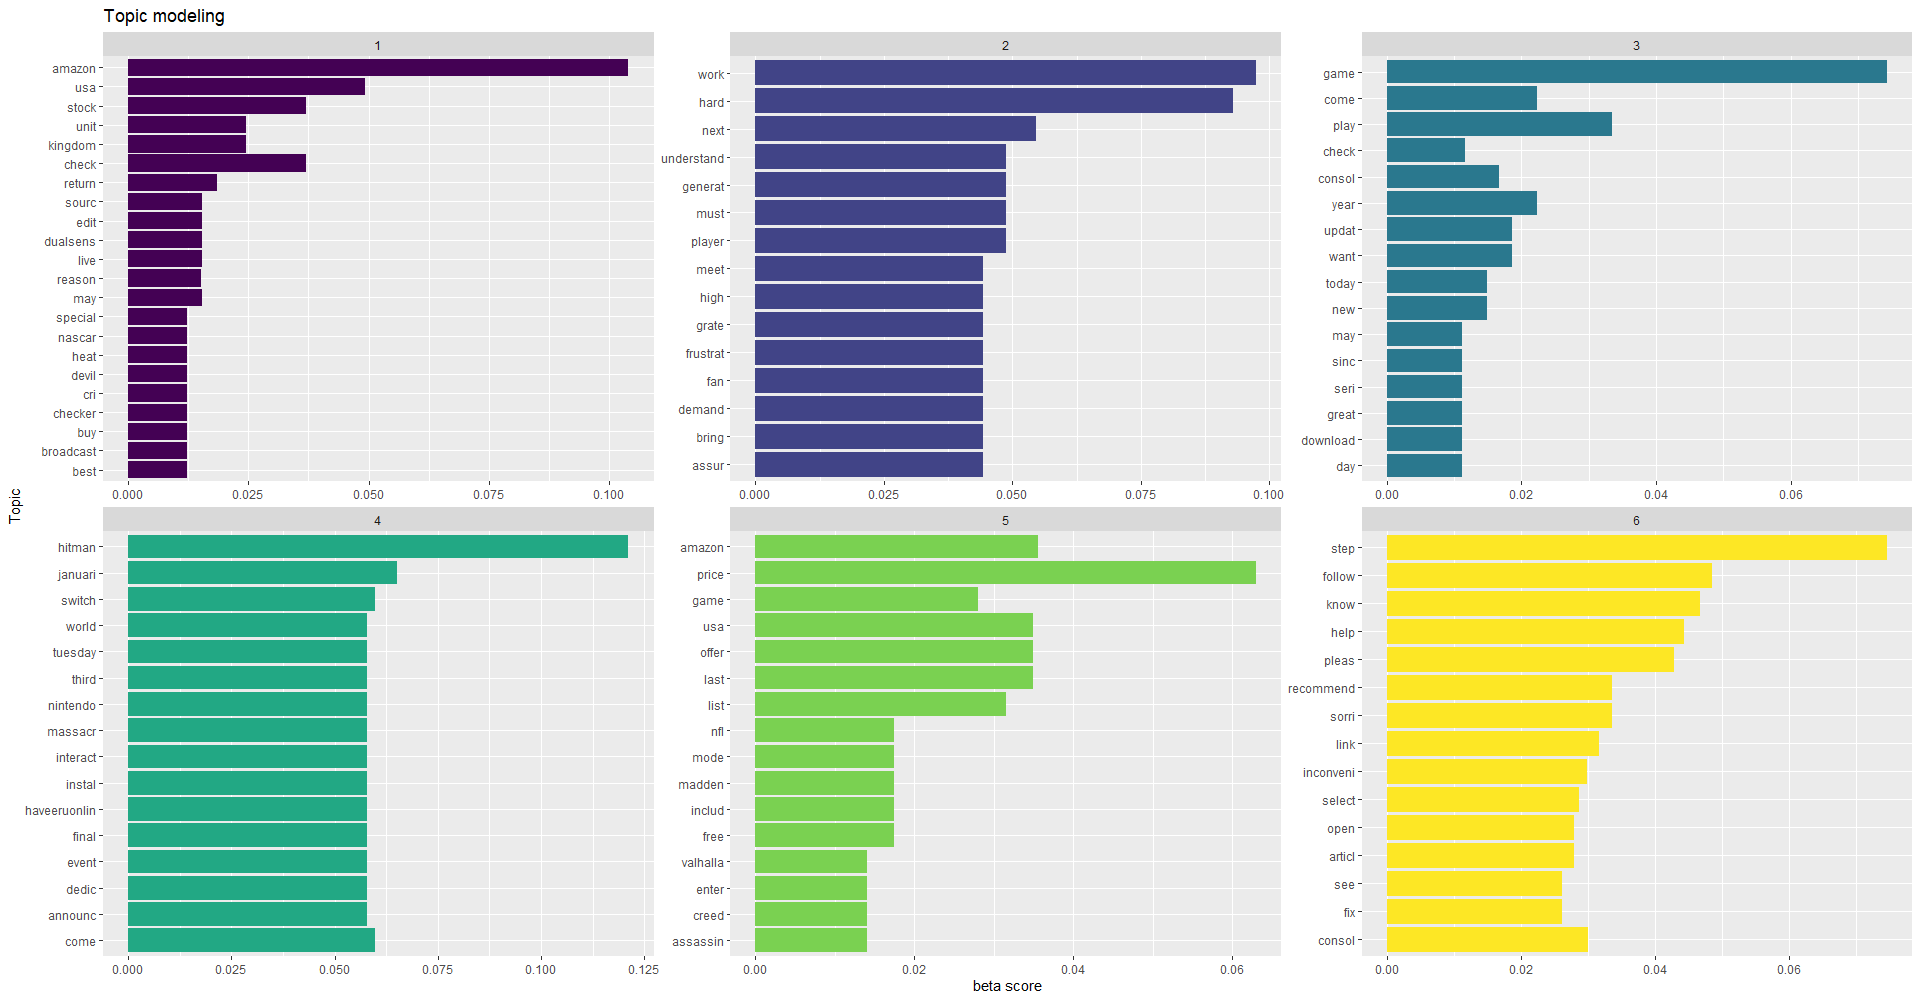 Topic modeling
1
amazon
usa
stock
unit
kingdom
check
return
sourc
edit
dualsens
live
reason
may
special
nascar
heat
devil
cri
checker
buy
broadcast
best
0.000 0.025 0.050 0.075 0.100
2
work
hard
next
understand
generat
must
player
meet
high
grate
frustrat
fan
demand
bring
assur
0.000 0.025 0.050 0.075 0.100
3
game
come
play
check
consol
year
updat
want
today
new
may
sinc
seri
great
download
day
0.00 0.02 0.04 0.06
Topic
4
hitman
januari
switch
world
tuesday
third
nintendo
massacr
interact
instal
haveeruonlin
final
event
dedic
announc
come
0.000 0.025 0.050 0.075 0.100 0.125
5
amazon
price
game
usa
offer
last
list
nfl
mode
madden
includ
free
valhalla
enter
creed
assassin
0.00 0.02 0.04 0.06
6
step
follow
know
help
pleas
recommend
sorri
link
inconveni
select
open
articl
see
fix
consol
0.00 0.02 0.04 0.06
beta score